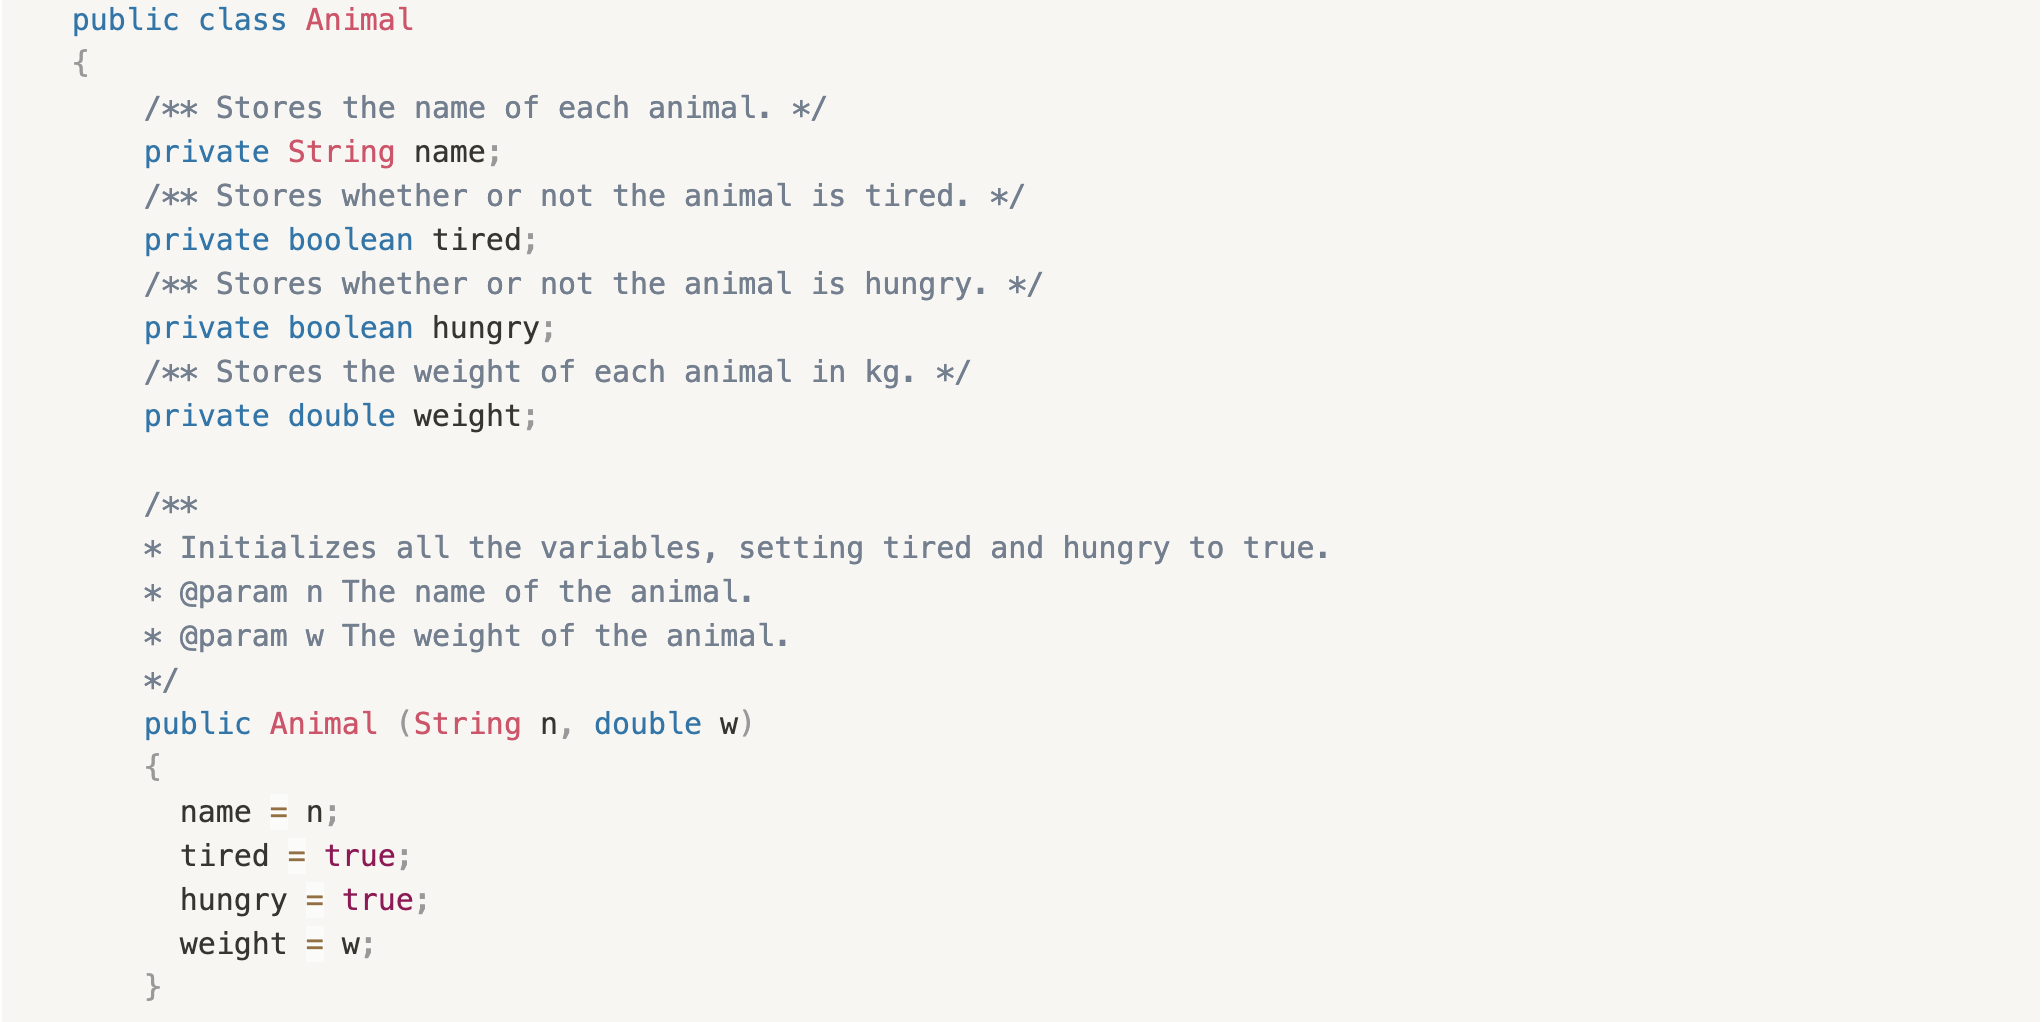 public class Animal
{
/** Stores the name of each animal. */
private String name;
/** Stores whether or not the animal is tired. */
private boolean tired;
/** Stores whether or not the animal is hungry. */
private boolean hungry;
/** Stores the weight of each animal in kg. */
private double weight;
/**
* Initializes all the variables, setting tired and hungry to true.
* @param n The name of the animal.
* @param w The weight of the animal.
*/
public Animal (String n, double w)
{
name = n;
tired = true;
hungry = true;
weight = w;
}